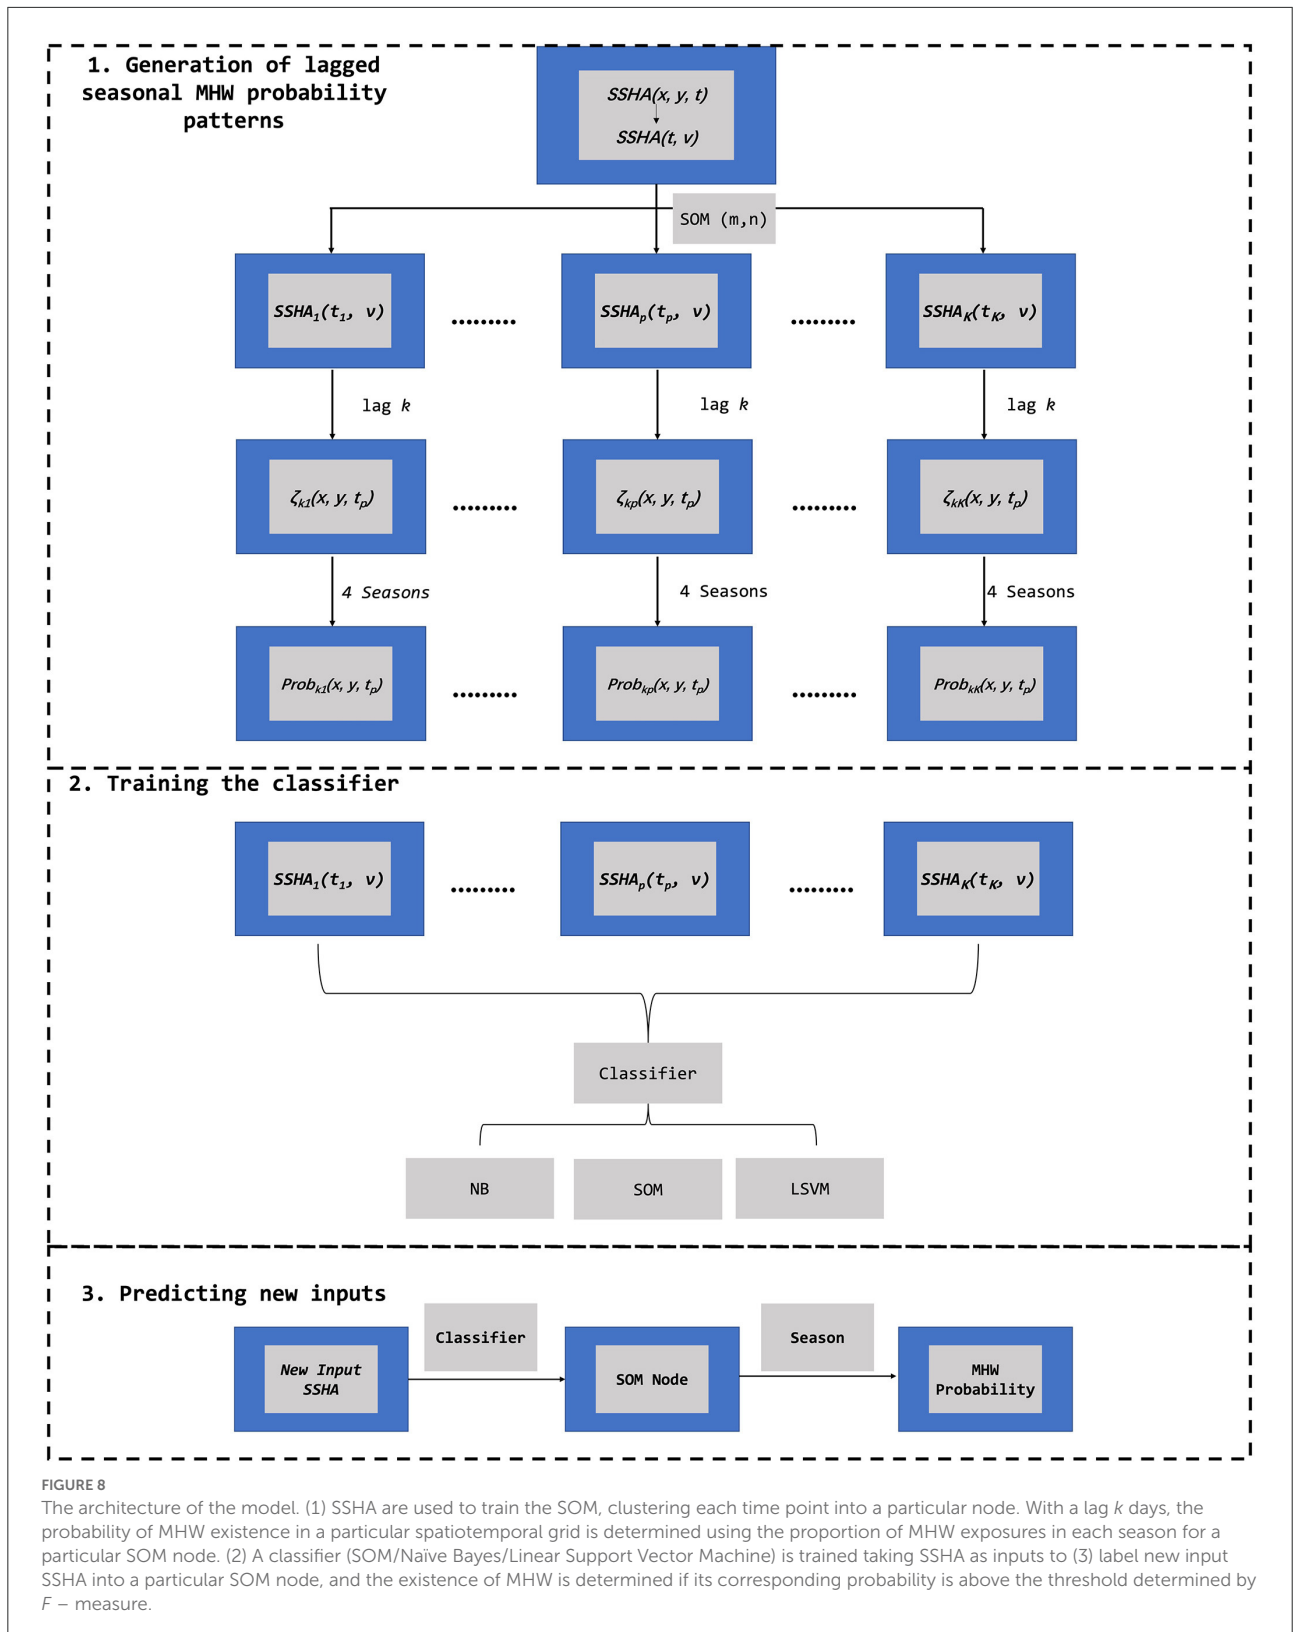 1. Generation of lagged
seasonal MHW probability
patterns
SSHA(x, y, t)
SSHA(t, v)
SOM (m,n)
SSHA₁(t₁, v)
.........
SSHAₚ(tₚ, v)
.........
SSHA_K(t_K, v)
lag k
lag k
lag k
ζₖ₁(x, y, tₚ)
.........
ζₖₚ(x, y, tₚ)
.........
ζ_kK(x, y, tₚ)
4 Seasons
4 Seasons
4 Seasons
Probₖ₁(x, y, tₚ)
.........
Probₖₚ(x, y, tₚ)
.........
Prob_kK(x, y, tₚ)
2. Training the classifier
SSHA₁(t₁, v)
.........
SSHAₚ(tₚ, v)
.........
SSHA_K(t_K, v)
Classifier
NB
SOM
LSVM
3. Predicting new inputs
New Input
SSHA
Classifier
SOM Node
Season
MHW
Probability
FIGURE 8
The architecture of the model. (1) SSHA are used to train the SOM, clustering each time point into a particular node. With a lag k days, the
probability of MHW existence in a particular spatiotemporal grid is determined using the proportion of MHW exposures in each season for a
particular SOM node. (2) A classifier (SOM/Naïve Bayes/Linear Support Vector Machine) is trained taking SSHA as inputs to (3) label new input
SSHA into a particular SOM node, and the existence of MHW is determined if its corresponding probability is above the threshold determined by
F – measure.